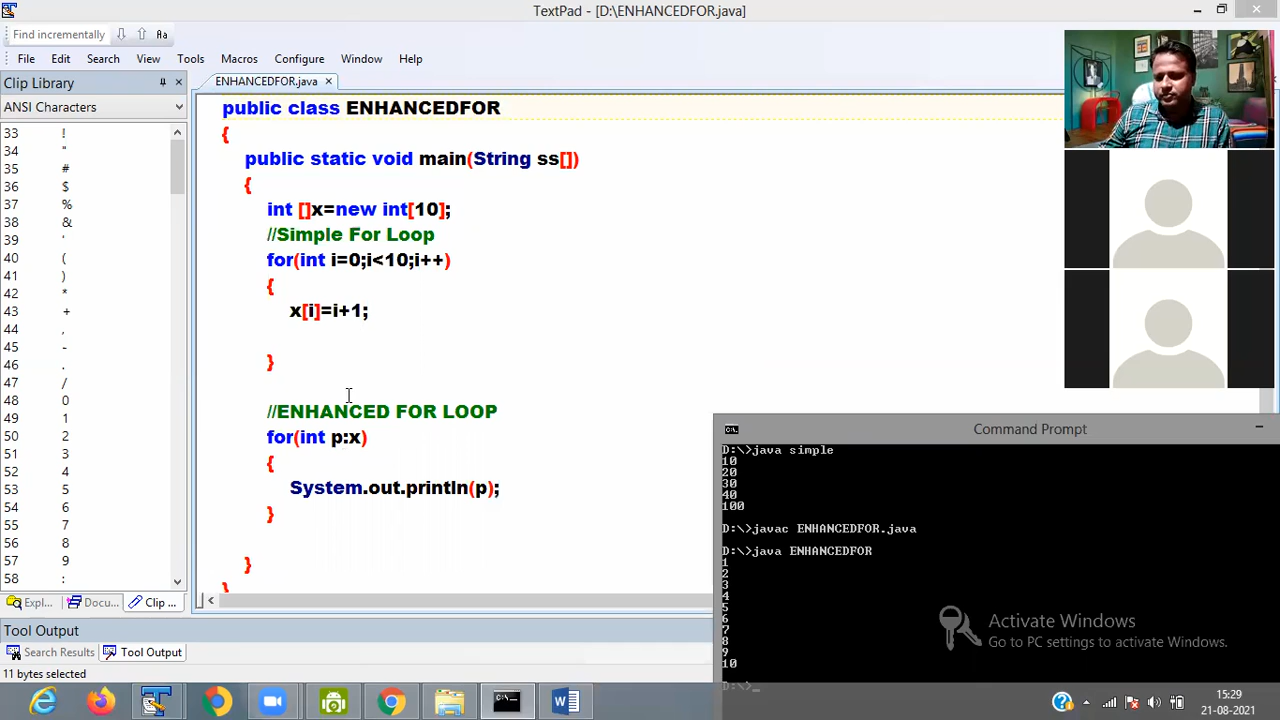 TextPad - [D:\ENHANCEDFOR.java]
Find incrementally
File Edit Search View Tools Macros Configure Window Help
Clip Library
ANSI Characters
33 !
34 "
35 #
36 $
37 %
38 &
39 '
40 (
41 )
42 *
43 +
44 ,
45 -
46 .
47 /
48 0
49 1
50 2
51 3
52 4
53 5
54 6
55 7
56 8
57 9
58 :
Expl... Docu... Clip ...
ENHANCEDFOR.java
public class ENHANCEDFOR
{
public static void main(String ss[])
{
int []x=new int[10];
//Simple For Loop
for(int i=0;i<10;i++)
{
x[i]=i+1;
}
//ENHANCED FOR LOOP
for(int p:x)
{
System.out.println(p);
}
}
}
Command Prompt
D:\>java simple
10
20
30
40
100
D:\>javac ENHANCEDFOR.java
D:\>java ENHANCEDFOR
1
2
3
4
5
6
7
8
9
10
D:\>_
Activate Windows
Go to PC settings to activate Windows.
Tool Output
Search Results Tool Output
11 bytes selected
15:29
21-08-2021